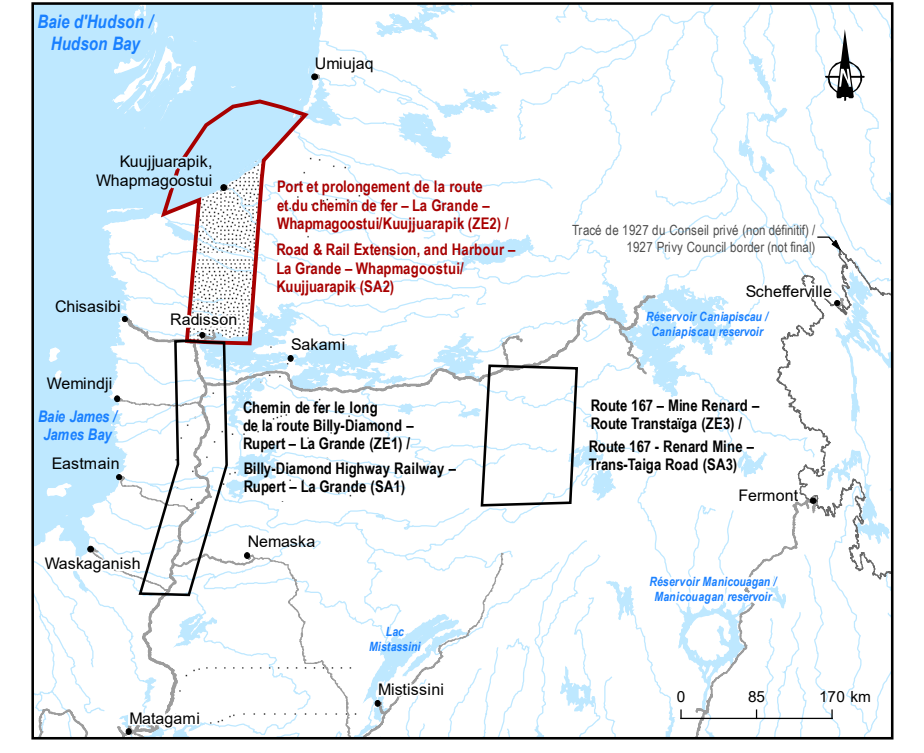 Baie d'Hudson /
Hudson Bay
Umiujaq
N
Kuujjuarapik,
Whapmagoostui
Port et prolongement de la route
et du chemin de fer – La Grande –
Whapmagoostui/Kuujjuarapik (ZE2) /
Road & Rail Extension, and Harbour –
La Grande – Whapmagoostui/
Kuujjuarapik (SA2)
Tracé de 1927 du Conseil privé (non définitif) /
1927 Privy Council border (not final)
Schefferville
Chisasibi
Radisson
Réservoir Caniapiscau /
Caniapiscau reservoir
Sakami
Wemindji
Baie James /
James Bay
Chemin de fer le long
de la route Billy-Diamond –
Rupert – La Grande (ZE1) /
Billy-Diamond Highway Railway –
Rupert – La Grande (SA1)
Route 167 – Mine Renard –
Route Transtaïga (ZE3) /
Route 167 - Renard Mine –
Trans-Taiga Road (SA3)
Eastmain
Fermont
Nemaska
Waskaganish
Réservoir Manicouagan /
Manicouagan reservoir
Lac
Mistassini
Mistissini
Matagami
0 85 170 km